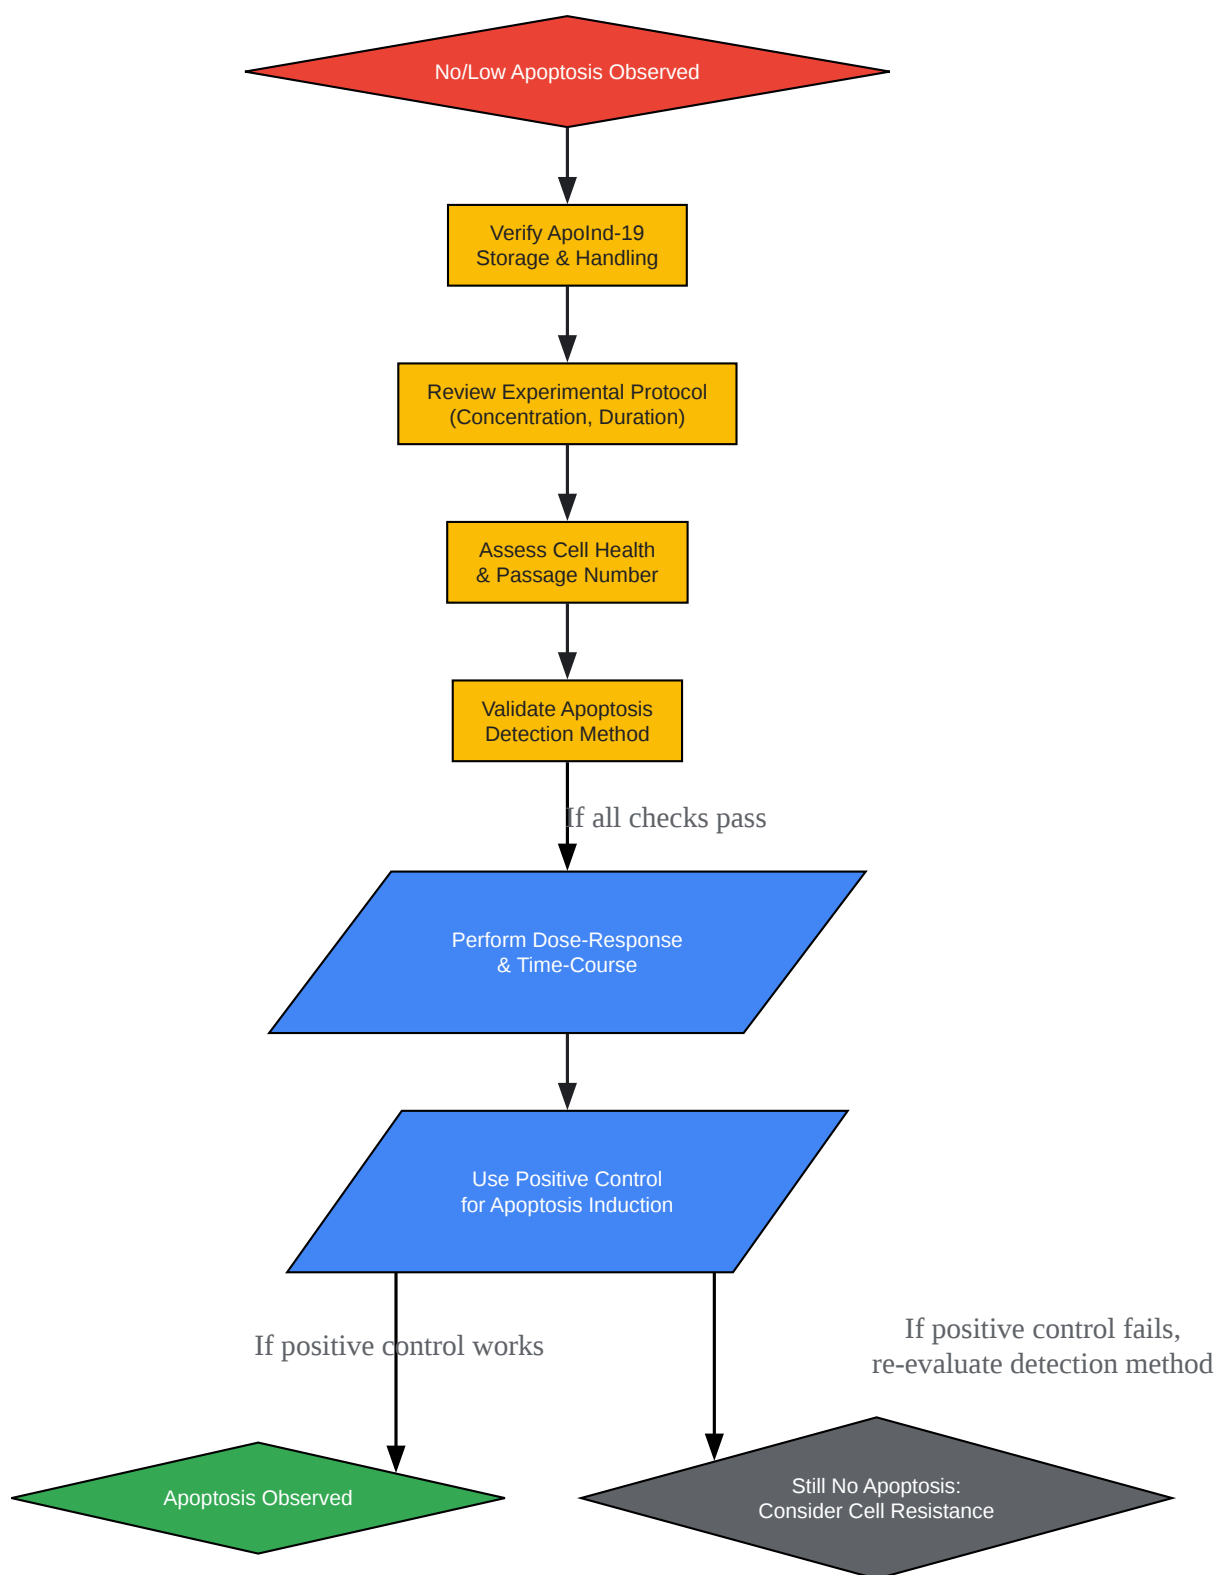 No/Low Apoptosis Observed
Verify ApoInd-19
Storage & Handling
Review Experimental Protocol
(Concentration, Duration)
Assess Cell Health
& Passage Number
Validate Apoptosis
Detection Method
If all checks pass
Perform Dose-Response
& Time-Course
Use Positive Control
for Apoptosis Induction
If positive control works
If positive control fails,
re-evaluate detection method
Apoptosis Observed
Still No Apoptosis:
Consider Cell Resistance